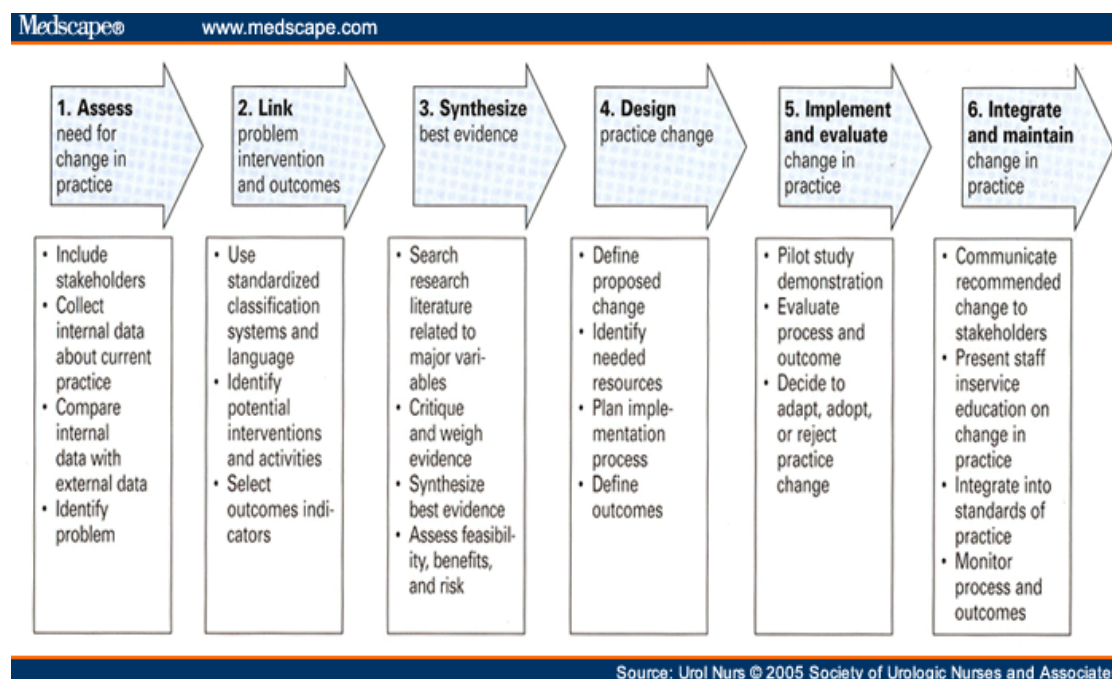 Medscape® www.medscape.com
1. Assess
need for
change in
practice
2. Link
problem
intervention
and outcomes
3. Synthesize
best evidence
4. Design
practice change
5. Implement
and evaluate
change in
practice
6. Integrate
and maintain
change in
practice
• Include
stakeholders
• Collect
internal data
about current
practice
• Compare
internal
data with
external data
• Identify
problem
• Use
standardized
classification
systems and
language
• Identify
potential
interventions
and activities
• Select
outcomes indi-
cators
• Search
research
literature
related to
major vari-
ables
• Critique
and weigh
evidence
• Synthesize
best evidence
• Assess feasibil-
ity, benefits,
and risk
• Define
proposed
change
• Identify
needed
resources
• Plan imple-
mentation
process
• Define
outcomes
• Pilot study
demonstration
• Evaluate
process and
outcome
• Decide to
adapt, adopt,
or reject
practice
change
• Communicate
recommended
change to
stakeholders
• Present staff
inservice
education on
change in
practice
• Integrate into
standards of
practice
• Monitor
process and
outcomes
Source: Urol Nurs © 2005 Society of Urologic Nurses and Associate